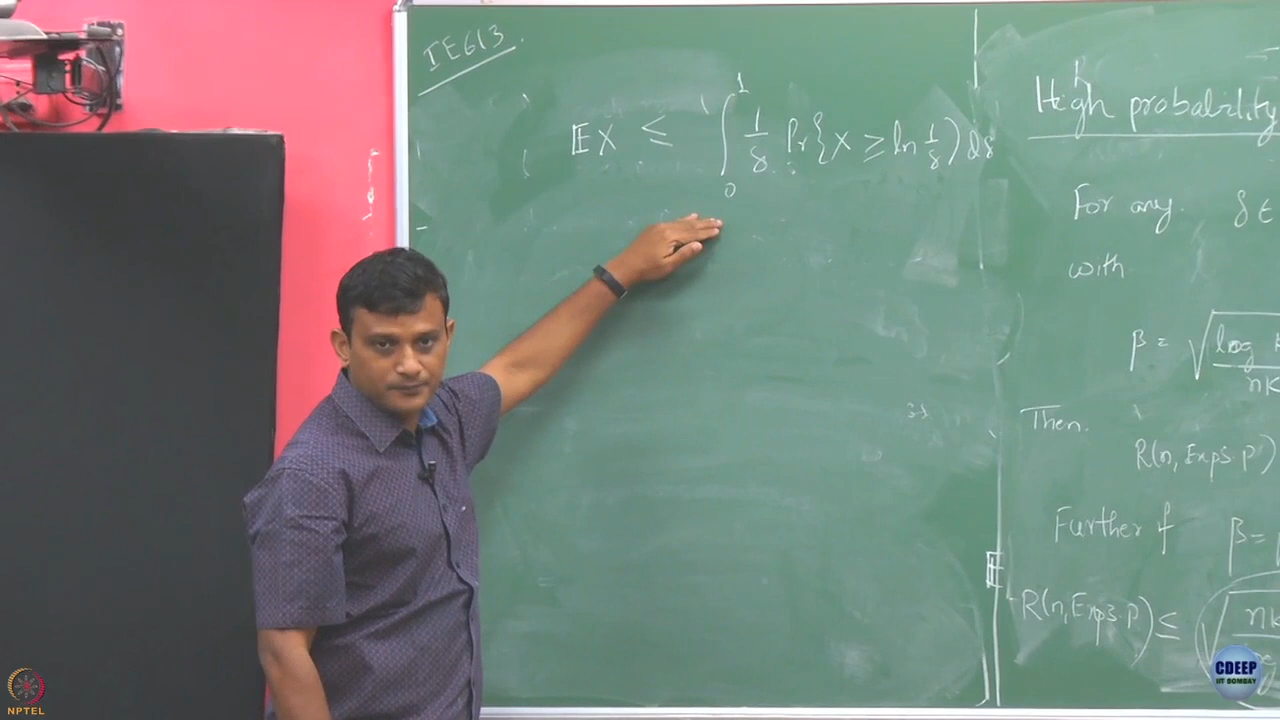 IE613.
EX ≤ ∫₀¹ 1/δ Pr{X ≥ ln 1/δ) dδ
High probability
For any. δ ∈
with
β = √ log
nK
Then.
R(n, Exp3.P)
Further if β =
R(n, Exp3.P) ≤ √ nK
NPTEL
CDEEP
IIT BOMBAY